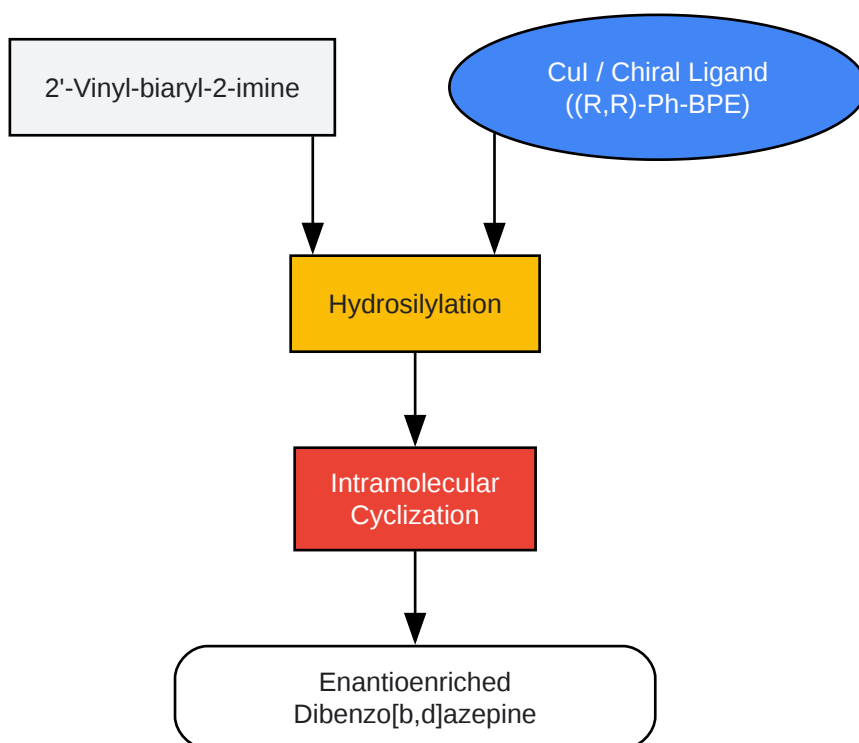 2'-Vinyl-biaryl-2-imine
CuI / Chiral Ligand
((R,R)-Ph-BPE)
Hydrosilylation
Intramolecular
Cyclization
Enantioenriched
Dibenzo[b,d]azepine